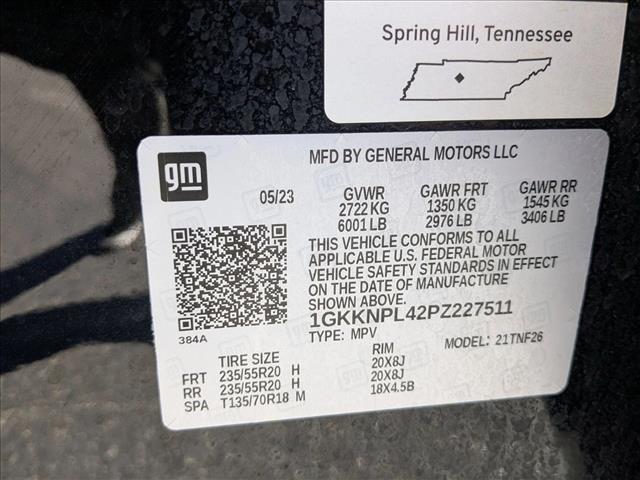 Spring Hill, Tennessee
gm
MFD BY GENERAL MOTORS LLC
05/23
GVWR
2722 KG
6001 LB
GAWR FRT
1350 KG
2976 LB
GAWR RR
1545 KG
3406 LB
THIS VEHICLE CONFORMS TO ALL
APPLICABLE U.S. FEDERAL MOTOR
VEHICLE SAFETY STANDARDS IN EFFECT
ON THE DATE OF MANUFACTURE
SHOWN ABOVE.
1GKKNPL42PZ227511
TYPE: MPV
MODEL: 21TNF26
384A
TIRE SIZE RIM
FRT 235/55R20 H 20X8J
RR 235/55R20 H 20X8J
SPA T135/70R18 M 18X4.5B